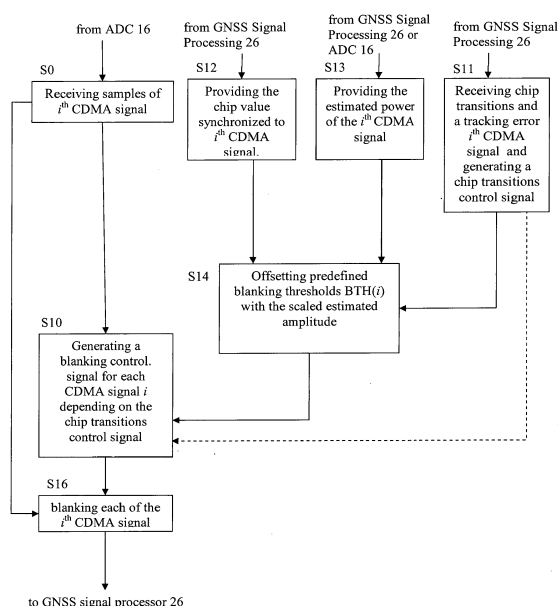 from ADC 16
from GNSS Signal
Processing 26
from GNSS Signal
Processing 26 or
ADC 16
from GNSS Signal
Processing 26
S0
Receiving samples of
ith CDMA signal
S12
Providing the
chip value
synchronized to
ith CDMA
signal.
S13
Providing the
estimated power
of the ith CDMA
signal
S11
Receiving chip
transitions and
a tracking error
ith CDMA
signal and
generating a
chip transitions
control signal
S14
Offsetting predefined
blanking thresholds BTH(i)
with the scaled estimated
amplitude
S10
Generating a
blanking control.
signal for each
CDMA signal i
depending on the
chip transitions
control signal
S16
blanking each of the
ith CDMA signal
to GNSS signal processor 26